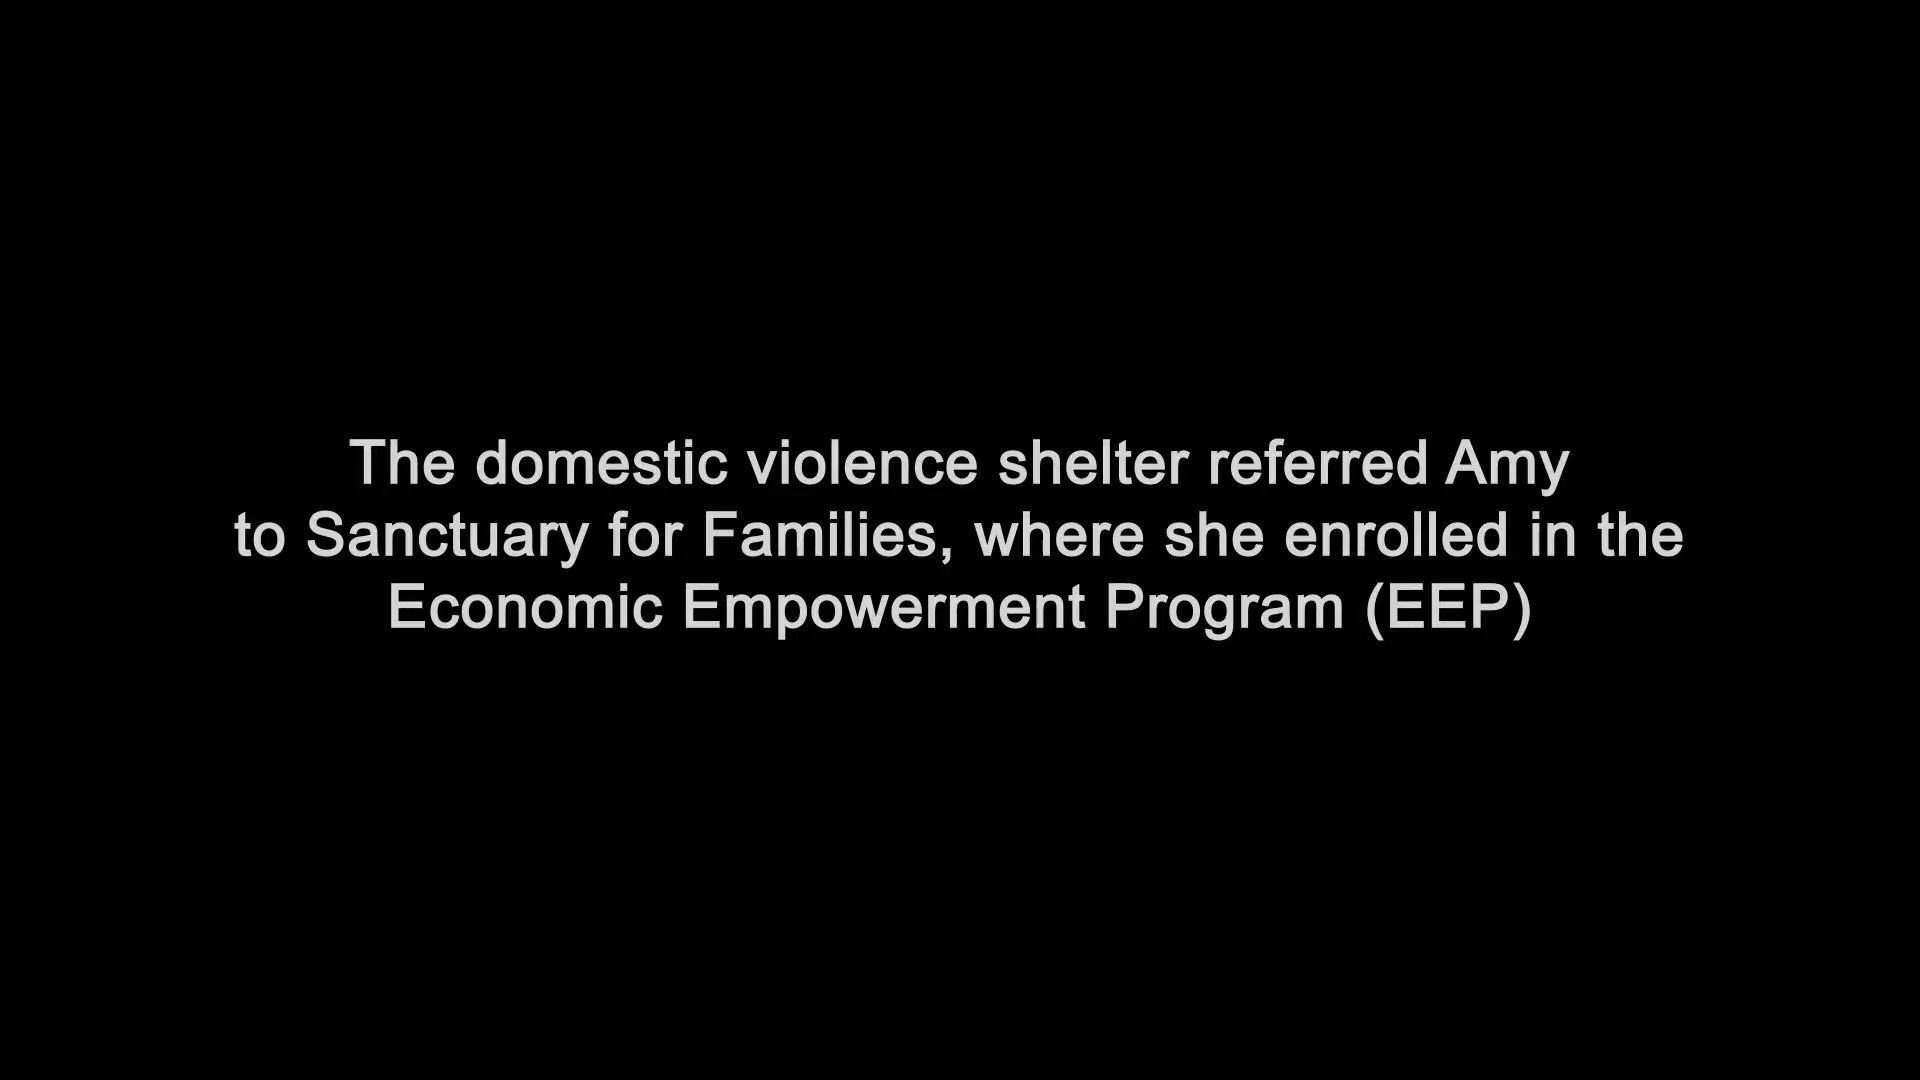 The domestic violence shelter referred Amy
to Sanctuary for Families, where she enrolled in the
Economic Empowerment Program (EEP)